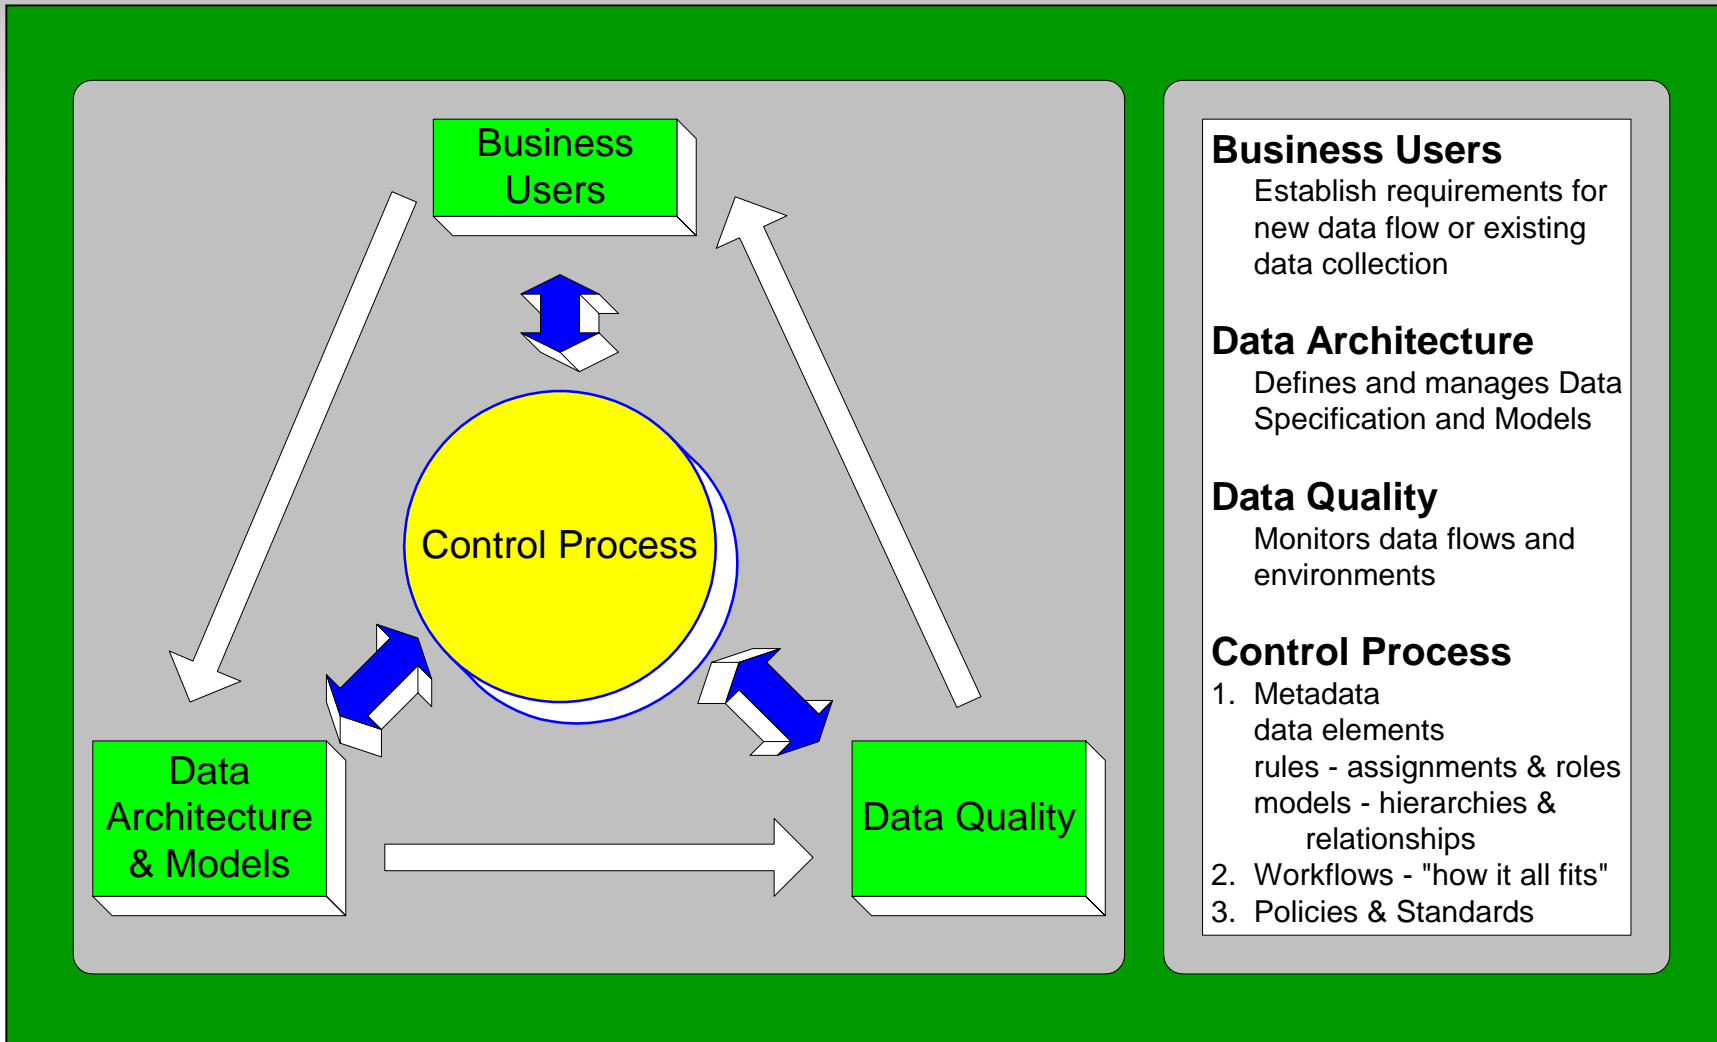 Business
Users
Control Process
Data
Architecture
& Models
Data Quality
Business Users
Establish requirements for
new data flow or existing
data collection
Data Architecture
Defines and manages Data
Specification and Models
Data Quality
Monitors data flows and
environments
Control Process
1. Metadata
data elements
rules - assignments & roles
models - hierarchies &
relationships
2. Workflows - "how it all fits"
3. Policies & Standards